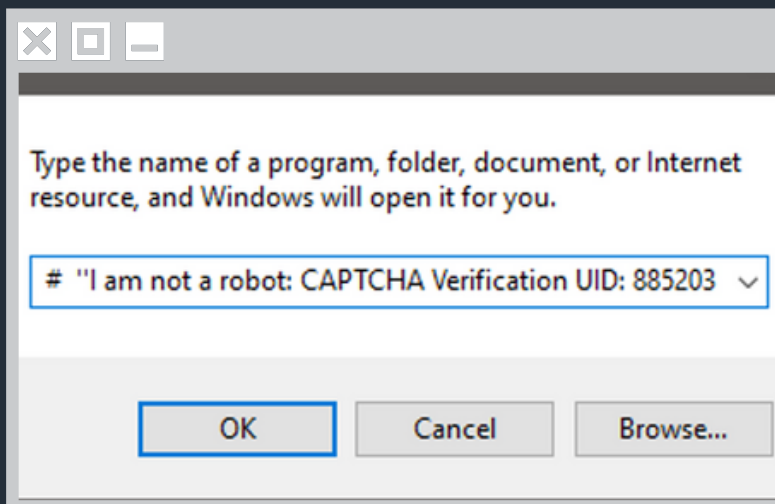 Type the name of a program, folder, document, or Internet
resource, and Windows will open it for you.
# "I am not a robot: CAPTCHA Verification UID: 885203
OK
Cancel
Browse...